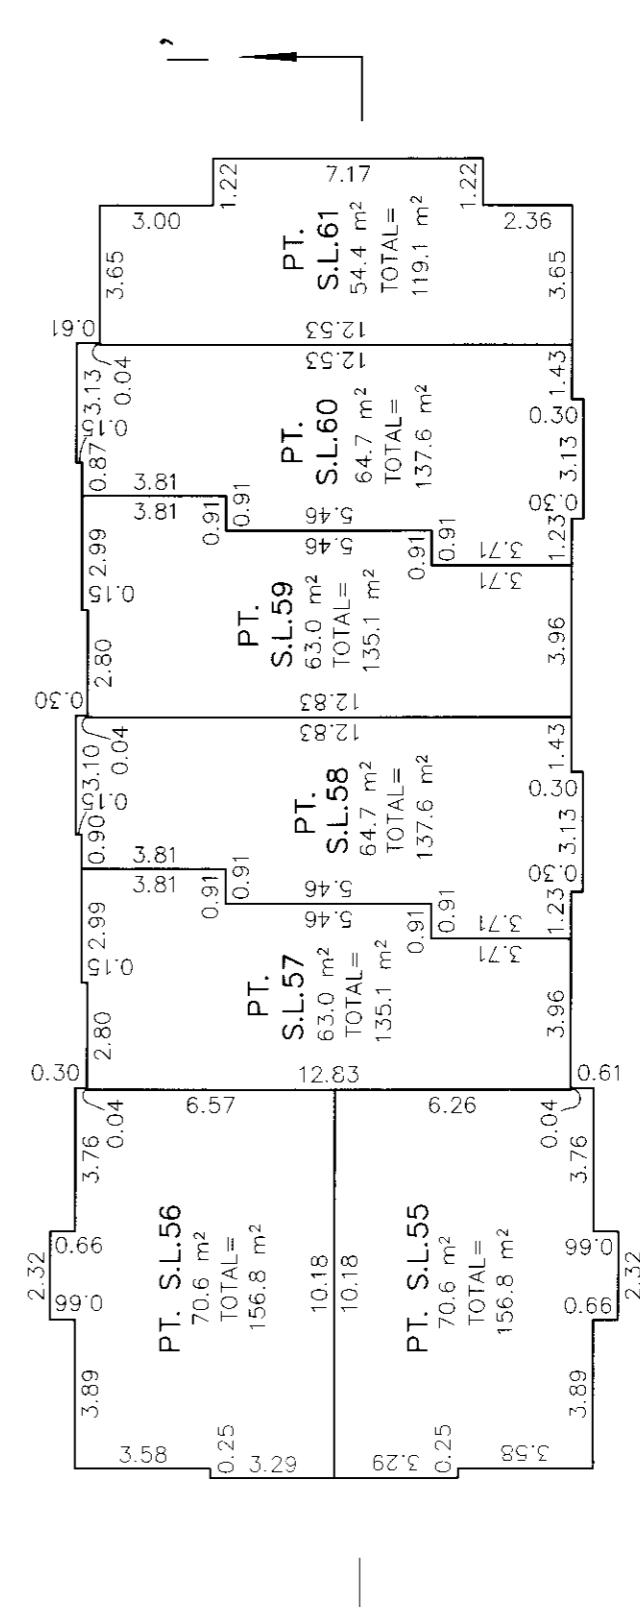 I'
7.17
1.22
1.22
3.00
2.36
3.65
3.65
PT.
S.L.61
54.4 m²
TOTAL=
119.1 m²
12.53
0.61
12.53
3.13
0.04
0.15
0.15
0.87
1.43
0.30
3.13
0.30
1.23
PT.
S.L.60
64.7 m²
TOTAL=
137.6 m²
3.81
3.81
0.91
0.91
5.46
5.46
0.91
0.91
3.71
3.71
2.99
0.15
2.80
3.96
PT.
S.L.59
63.0 m²
TOTAL=
135.1 m²
12.83
0.30
12.83
3.10
0.04
0.15
0.15
0.90
1.43
0.30
3.13
0.30
1.23
PT.
S.L.58
64.7 m²
TOTAL=
137.6 m²
3.81
3.81
0.91
0.91
5.46
5.46
0.91
0.91
3.71
3.71
2.99
0.15
2.80
3.96
PT.
S.L.57
63.0 m²
TOTAL=
135.1 m²
0.30
12.83
0.61
6.57
6.26
0.04
0.04
3.76
3.76
0.66
0.66
2.32
2.32
0.66
0.66
PT. S.L.56
70.6 m²
TOTAL=
156.8 m²
10.18
10.18
PT. S.L.55
70.6 m²
TOTAL=
156.8 m²
3.89
3.89
3.58
0.25
3.29
3.29
0.25
3.58